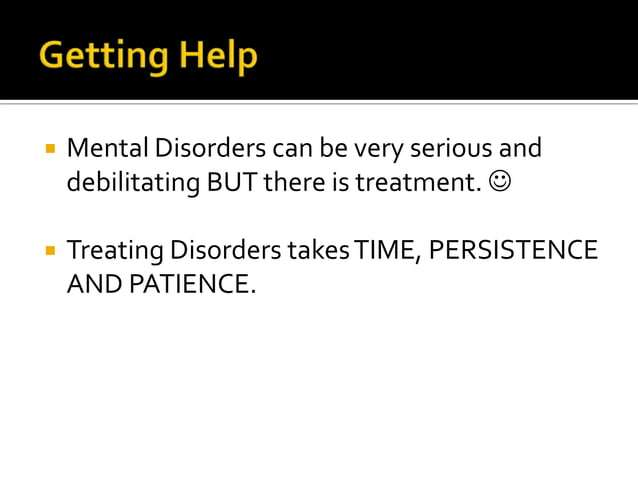 Getting Help
Mental Disorders can be very serious and
debilitating BUT there is treatment. ☺
Treating Disorders takes TIME, PERSISTENCE
AND PATIENCE.